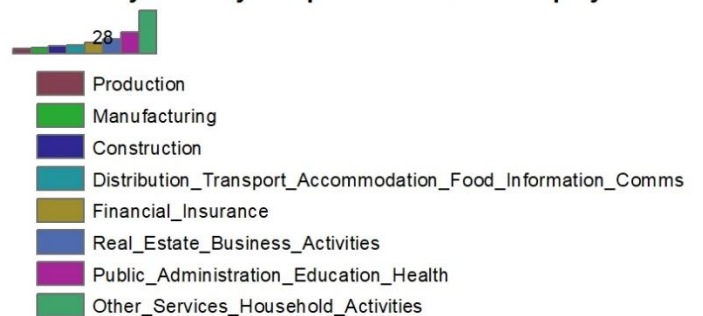 28
Production
Manufacturing
Construction
Distribution_Transport_Accommodation_Food_Information_Comms
Financial_Insurance
Real_Estate_Business_Activities
Public_Administration_Education_Health
Other_Services_Household_Activities